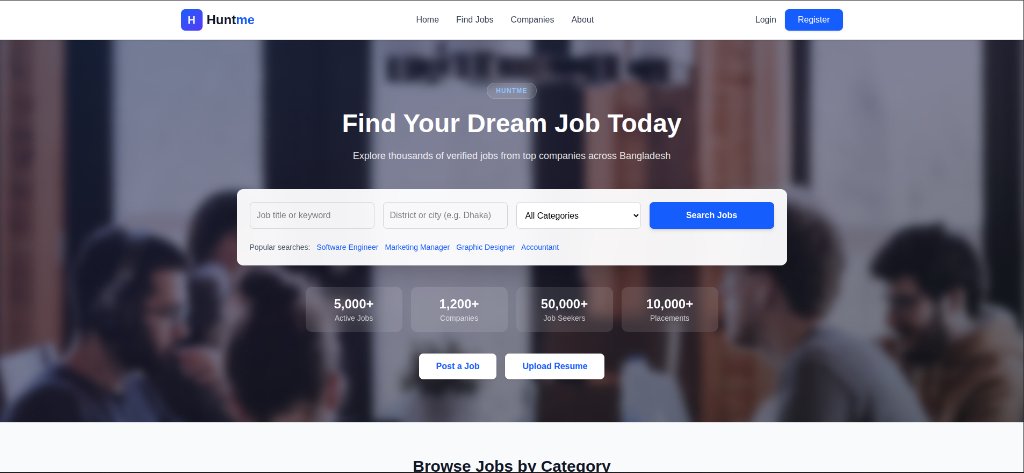 H Huntme Home Find Jobs Companies About Login Register
HUNTME
Find Your Dream Job Today
Explore thousands of verified jobs from top companies across Bangladesh
Job title or keyword District or city (e.g. Dhaka) All Categories Search Jobs
Popular searches: Software Engineer Marketing Manager Graphic Designer Accountant
5,000+ 1,200+ 50,000+ 10,000+
Active Jobs Companies Job Seekers Placements
Post a Job Upload Resume
Browse Jobs by Category